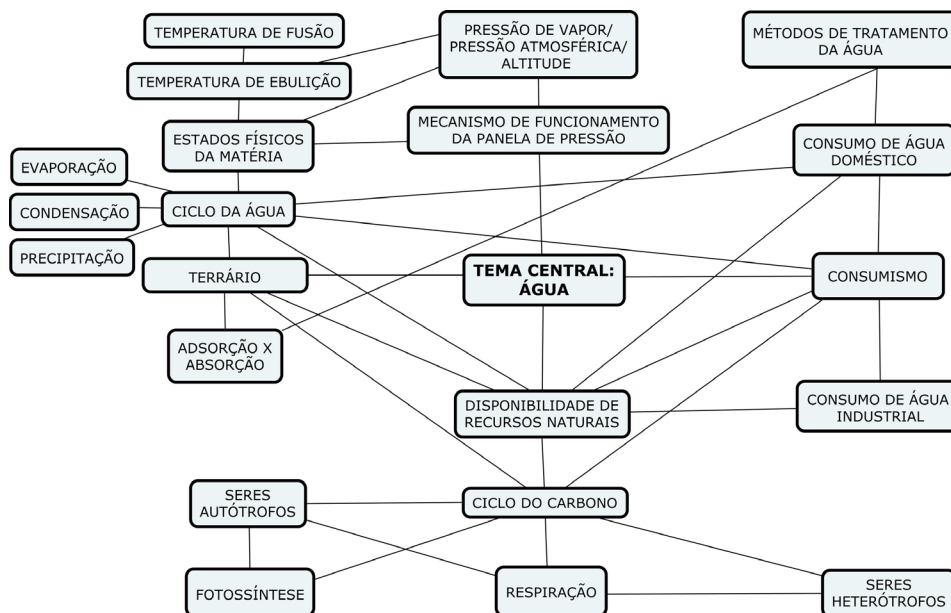 TEMPERATURA DE FUSÃO
PRESSÃO DE VAPOR/
PRESSÃO ATMOSFÉRICA/
ALTITUDE
MÉTODOS DE TRATAMENTO
DA ÁGUA
TEMPERATURA DE EBULIÇÃO
ESTADOS FÍSICOS
DA MATÉRIA
MECANISMO DE FUNCIONAMENTO
DA PANELA DE PRESSÃO
CONSUMO DE ÁGUA
DOMÉSTICO
EVAPORAÇÃO
CONDENSAÇÃO
CICLO DA ÁGUA
PRECIPITAÇÃO
TERRÁRIO
TEMA CENTRAL:
ÁGUA
CONSUMISMO
ADSORÇÃO X
ABSORÇÃO
DISPONIBILIDADE DE
RECURSOS NATURAIS
CONSUMO DE ÁGUA
INDUSTRIAL
SERES
AUTÓTROFOS
CICLO DO CARBONO
FOTOSSÍNTESE
RESPIRAÇÃO
SERES
HETERÓTROFOS